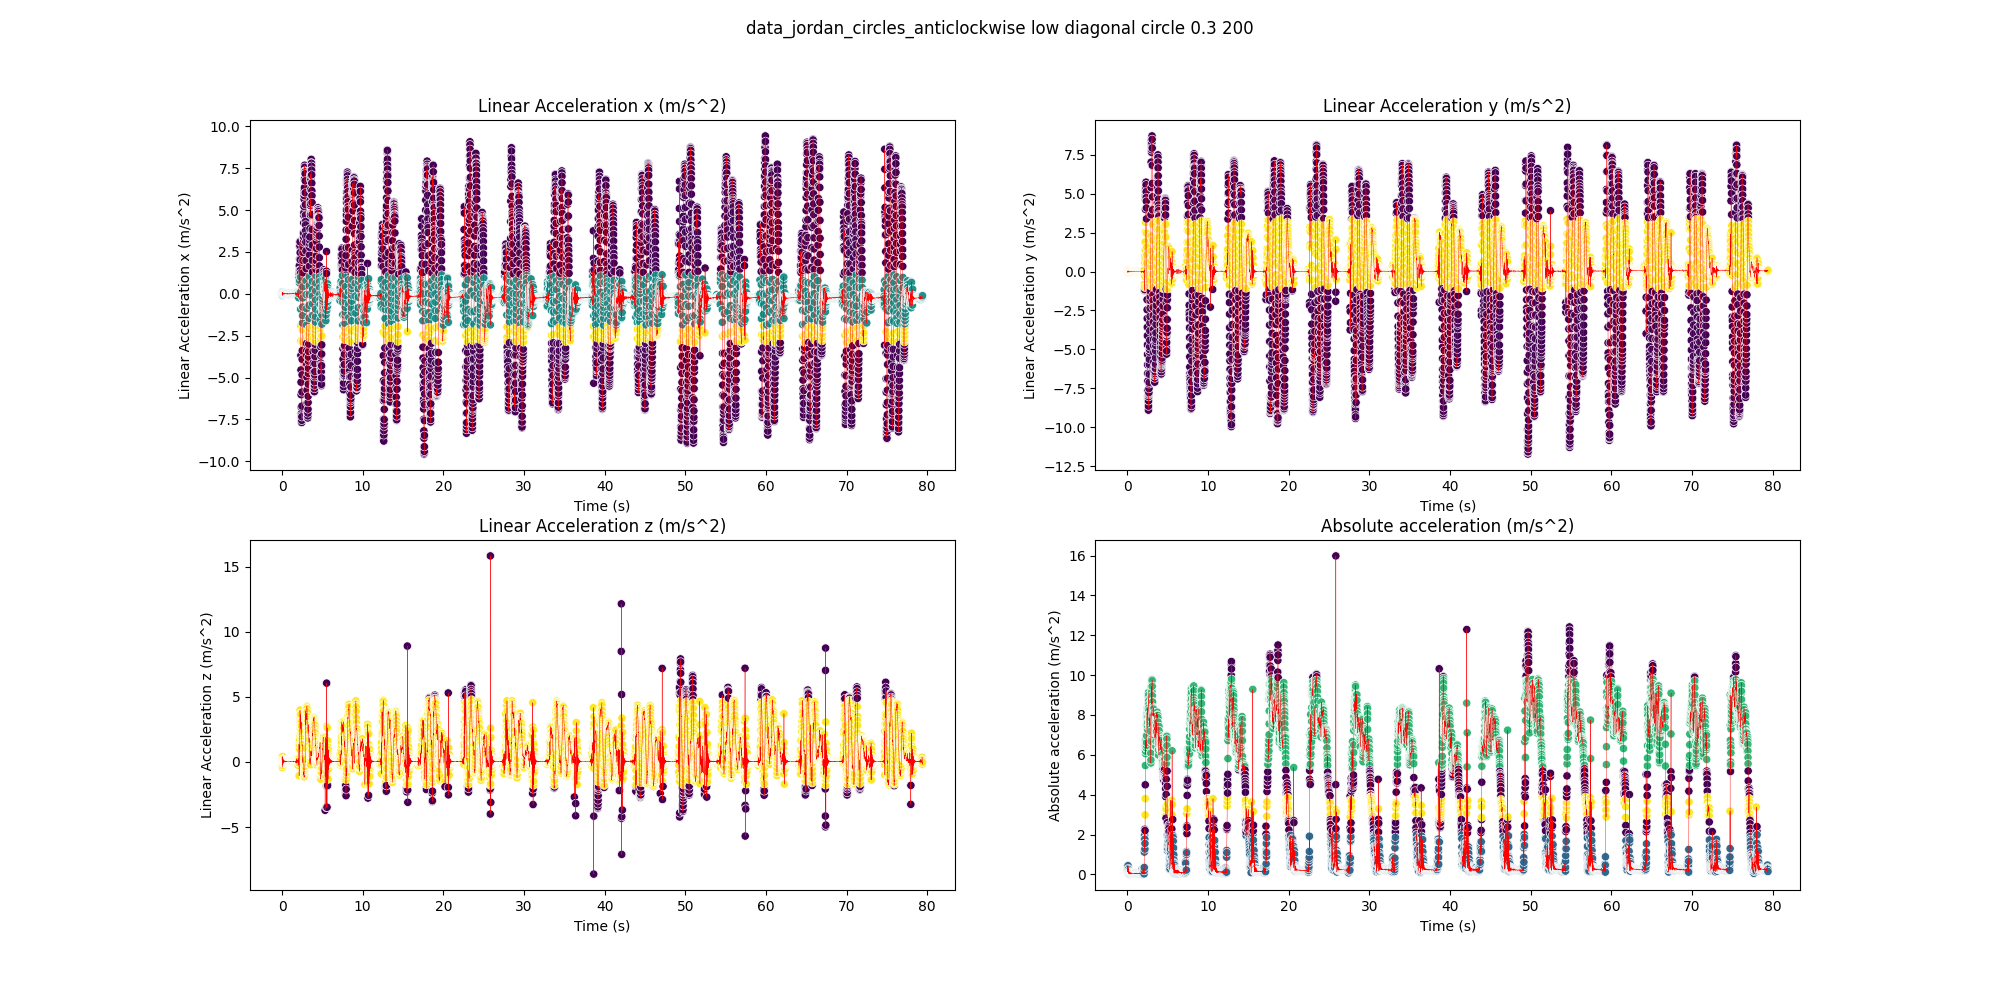 data_jordan_circles_anticlockwise low diagonal circle 0.3 200
Linear Acceleration x (m/s^2)
Linear Acceleration x (m/s^2)
10.0
7.5
5.0
2.5
0.0
−2.5
−5.0
−7.5
−10.0
0 10 20 30 40 50 60 70 80
Time (s)
Linear Acceleration y (m/s^2)
Linear Acceleration y (m/s^2)
7.5
5.0
2.5
0.0
−2.5
−5.0
−7.5
−10.0
−12.5
0 10 20 30 40 50 60 70 80
Time (s)
Linear Acceleration z (m/s^2)
Linear Acceleration z (m/s^2)
15
10
5
0
−5
0 10 20 30 40 50 60 70 80
Time (s)
Absolute acceleration (m/s^2)
Absolute acceleration (m/s^2)
16
14
12
10
8
6
4
2
0
0 10 20 30 40 50 60 70 80
Time (s)